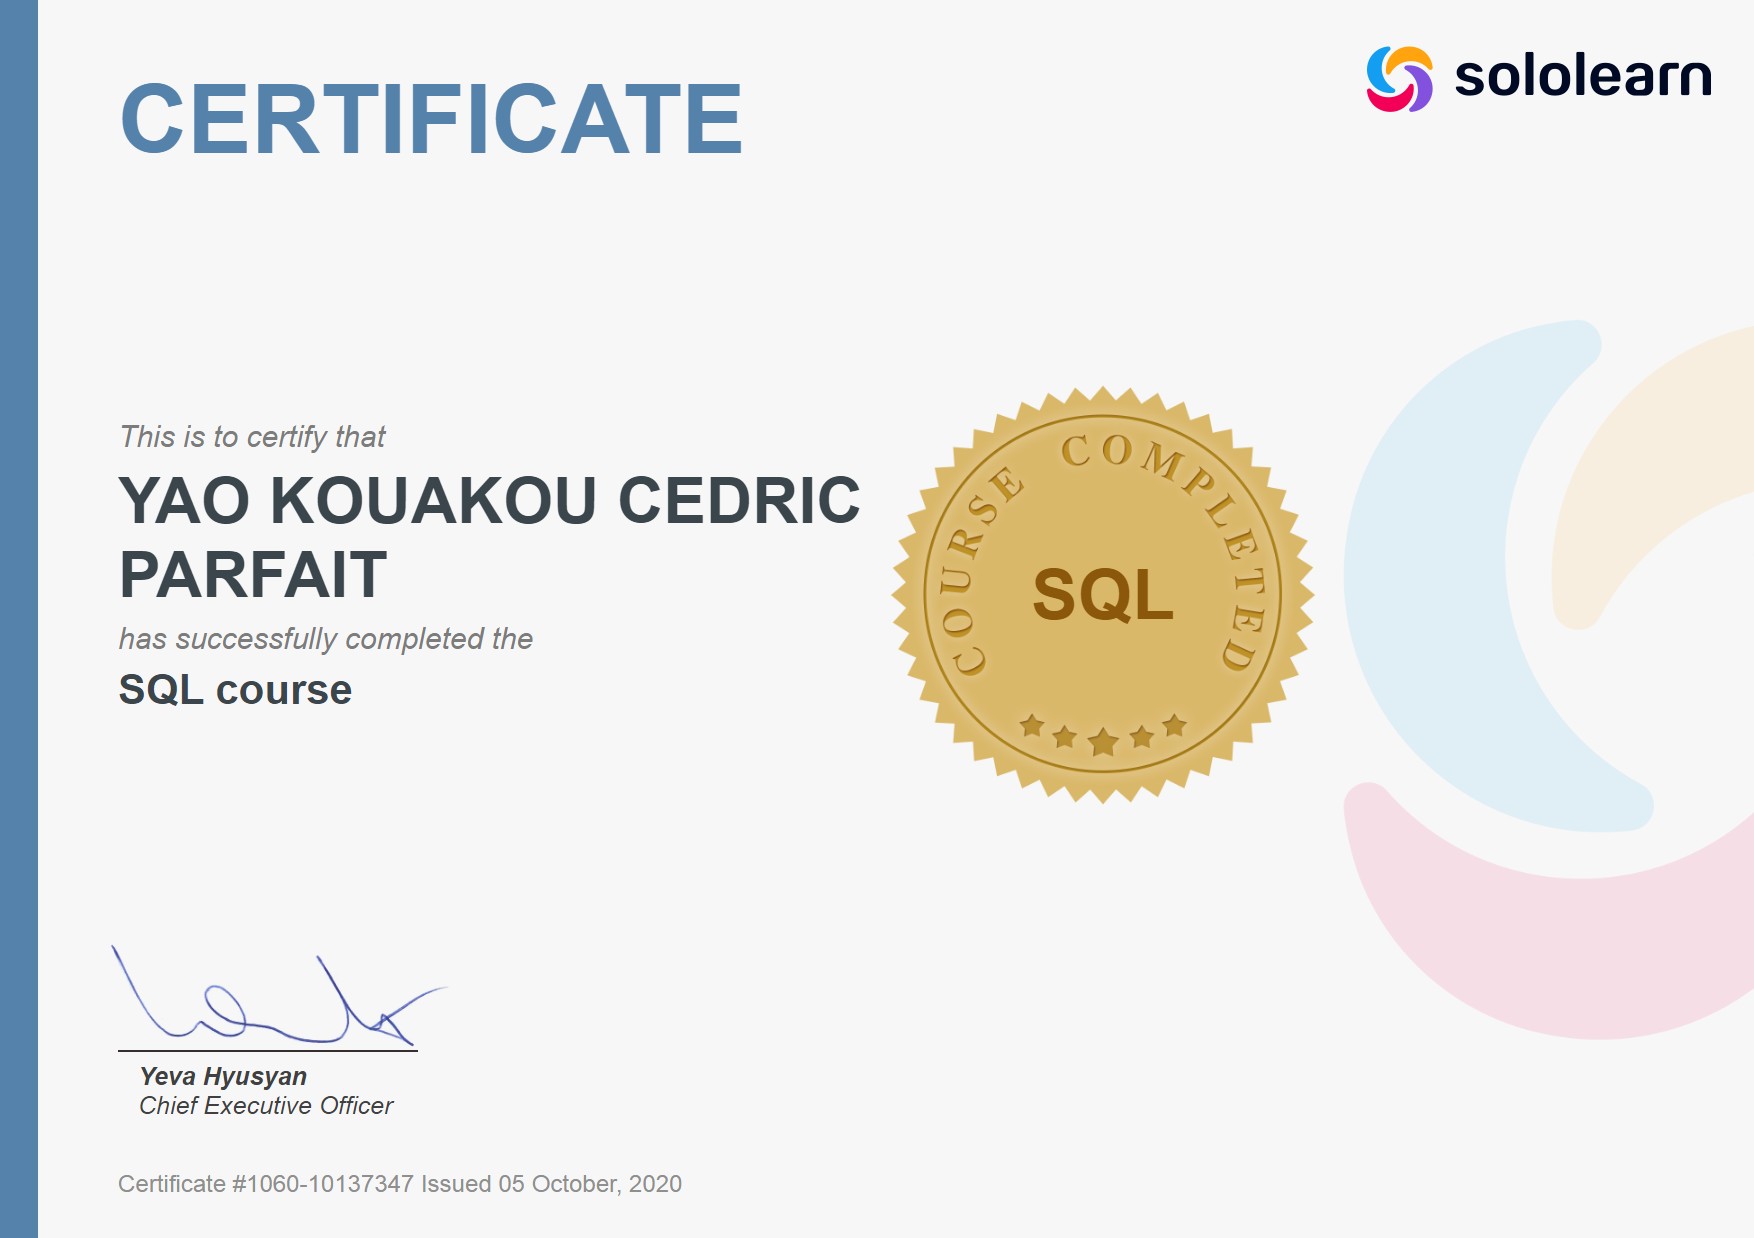 CERTIFICATE
sololearn
This is to certify that
YAO KOUAKOU CEDRIC
PARFAIT
has successfully completed the
SQL course
COURSE COMPLETED
SQL
Yeva Hyusyan
Chief Executive Officer
Certificate #1060-10137347 Issued 05 October, 2020